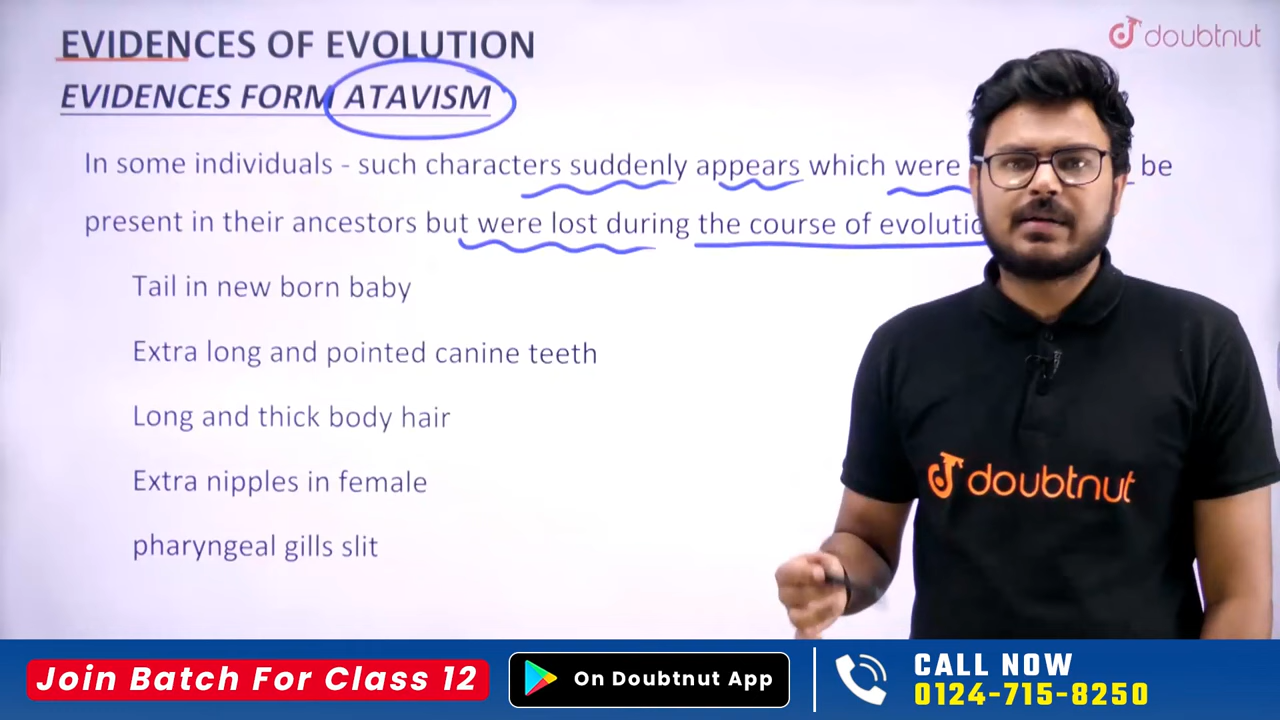 EVIDENCES OF EVOLUTION
doubtnut
EVIDENCES FORM ATAVISM
In some individuals - such characters suddenly appears which were be
present in their ancestors but were lost during the course of
Tail in new born baby
Extra long and pointed canine teeth
Long and thick body hair
Extra nipples in female
pharyngeal gills slit
doubtnut
Join Batch For Class 12
On Doubtnut App
CALL NOW
0124-715-8250